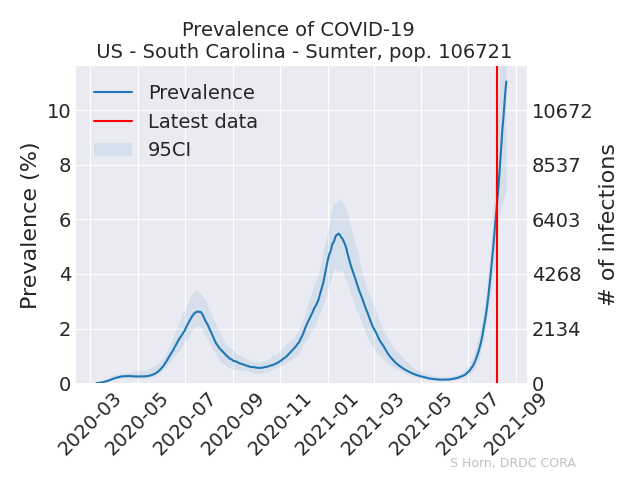 Prevalence of COVID-19
US - South Carolina - Sumter, pop. 106721
Prevalence
Latest data
95CI
Prevalence (%)
10
8
6
4
2
0
10672
8537
6403
4268
2134
0
# of infections
2020-03
2020-05
2020-07
2020-09
2020-11
2021-01
2021-03
2021-05
2021-07
2021-09
S Horn, DRDC CORA